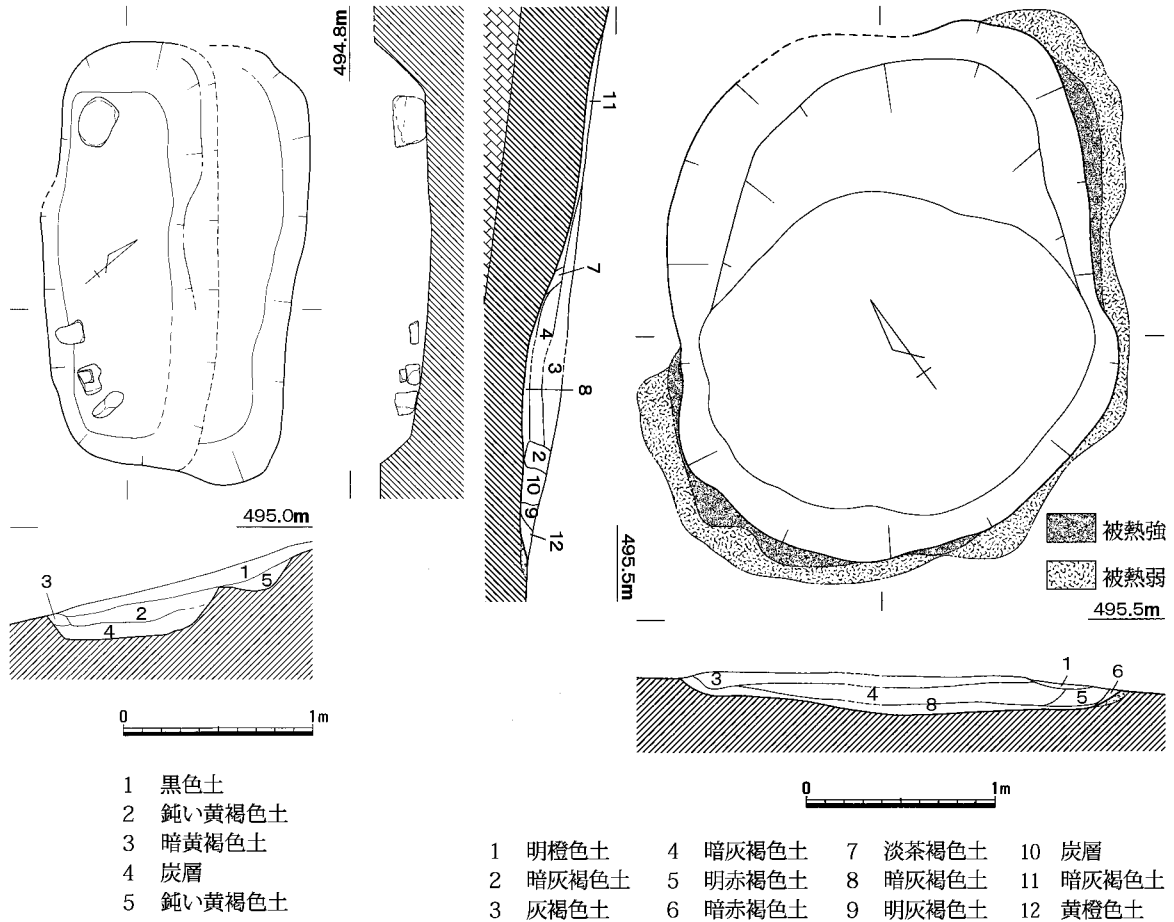 494.8m
11
7
4
3
8
2
10
9
12
495.5m
被熱強
被熱弱
495.5m
495.0m
3
1
5
2
4
0 1m
1 黒色土
2 鈍い黄褐色土
3 暗黄褐色土
4 炭層
5 鈍い黄褐色土
3
1
6
4
5
8
0 1m
1 明橙色土 4 暗灰褐色土 7 淡茶褐色土 10 炭層
2 暗灰褐色土 5 明赤褐色土 8 暗灰褐色土 11 暗灰褐色土
3 灰褐色土 6 暗赤褐色土 9 明灰褐色土 12 黄橙色土